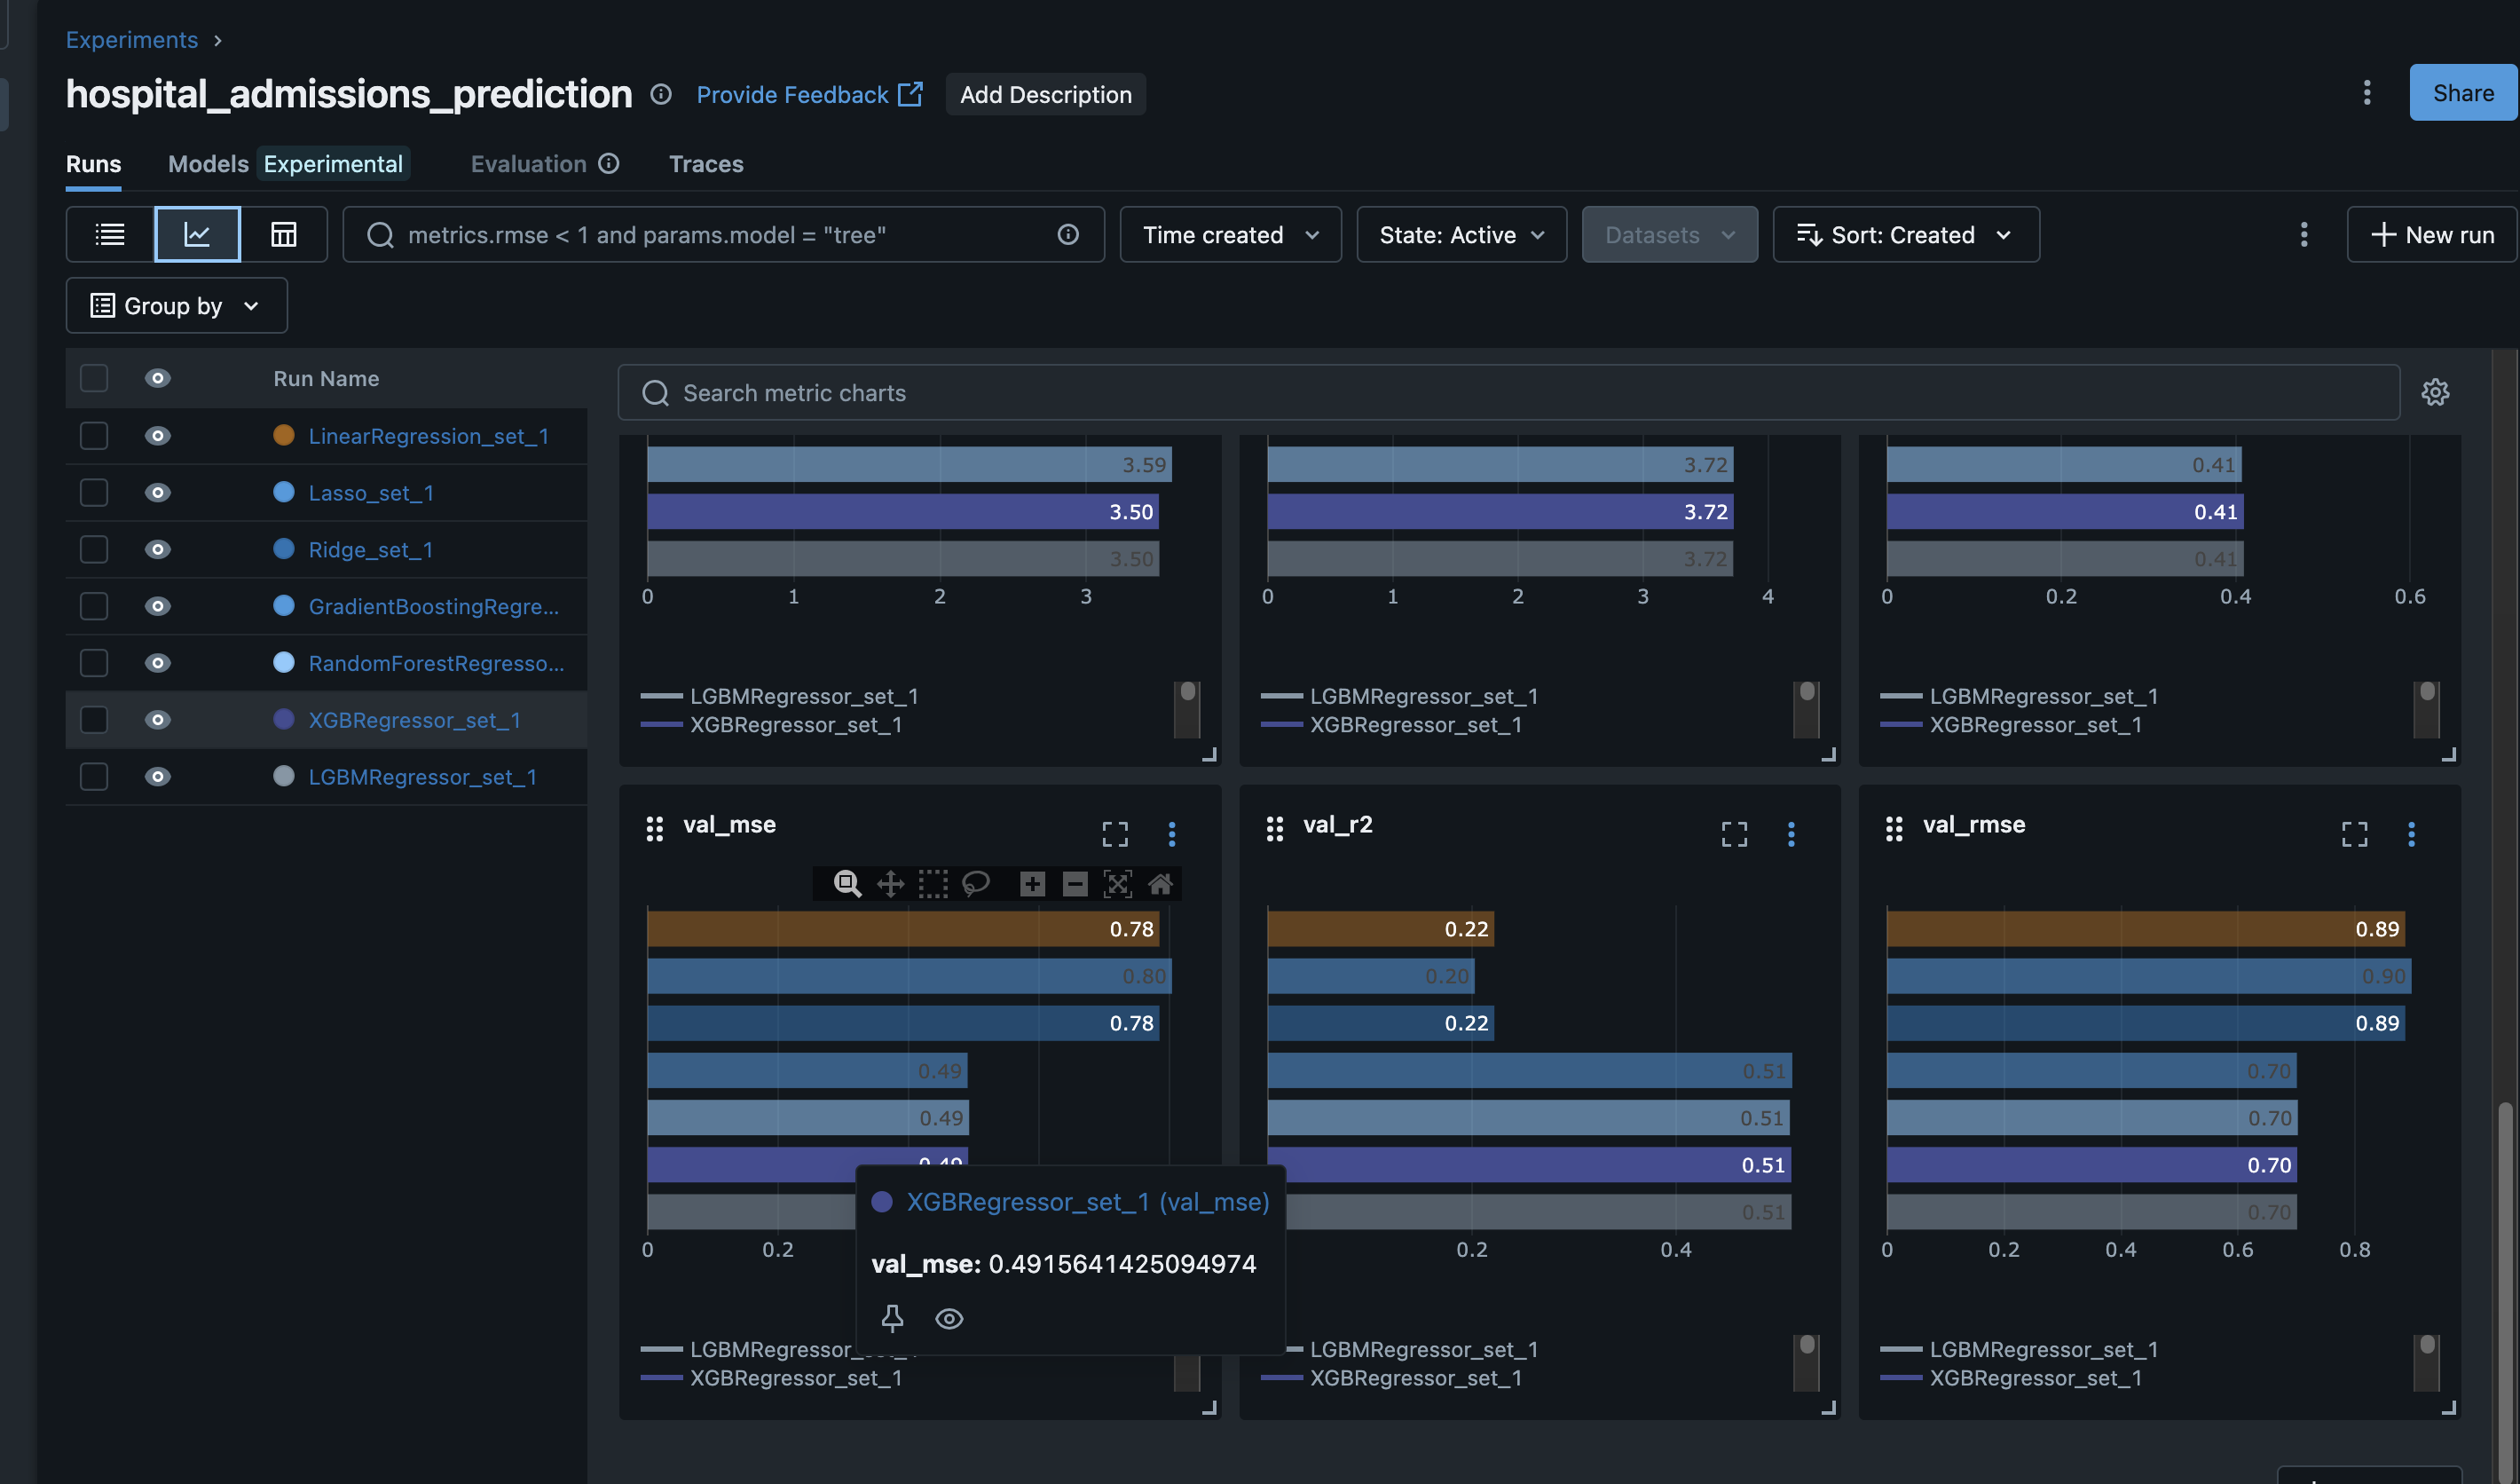 Experiments
hospital_admissions_prediction Provide Feedback Add Description
Share
Runs Models Experimental Evaluation Traces
metrics.rmse < 1 and params.model = "tree" Time created State: Active Datasets Sort: Created New run
Group by
Run Name
LinearRegression_set_1
Lasso_set_1
Ridge_set_1
GradientBoostingRegre...
RandomForestRegresso...
XGBRegressor_set_1
LGBMRegressor_set_1
Search metric charts
3.59
3.50
3.50
0 1 2 3
LGBMRegressor_set_1
XGBRegressor_set_1
3.72
3.72
3.72
0 1 2 3 4
LGBMRegressor_set_1
XGBRegressor_set_1
0.41
0.41
0.41
0 0.2 0.4 0.6
LGBMRegressor_set_1
XGBRegressor_set_1
val_mse
0.78
0.80
0.78
0.49
0.49
0.49
0 0.2
XGBRegressor_set_1 (val_mse)
val_mse: 0.4915641425094974
XGBRegressor_set_1
val_r2
0.22
0.20
0.22
0.51
0.51
0.51
0.51
0.2 0.4
LGBMRegressor_set_1
XGBRegressor_set_1
val_rmse
0.89
0.90
0.89
0.70
0.70
0.70
0.70
0 0.2 0.4 0.6 0.8
LGBMRegressor_set_1
XGBRegressor_set_1